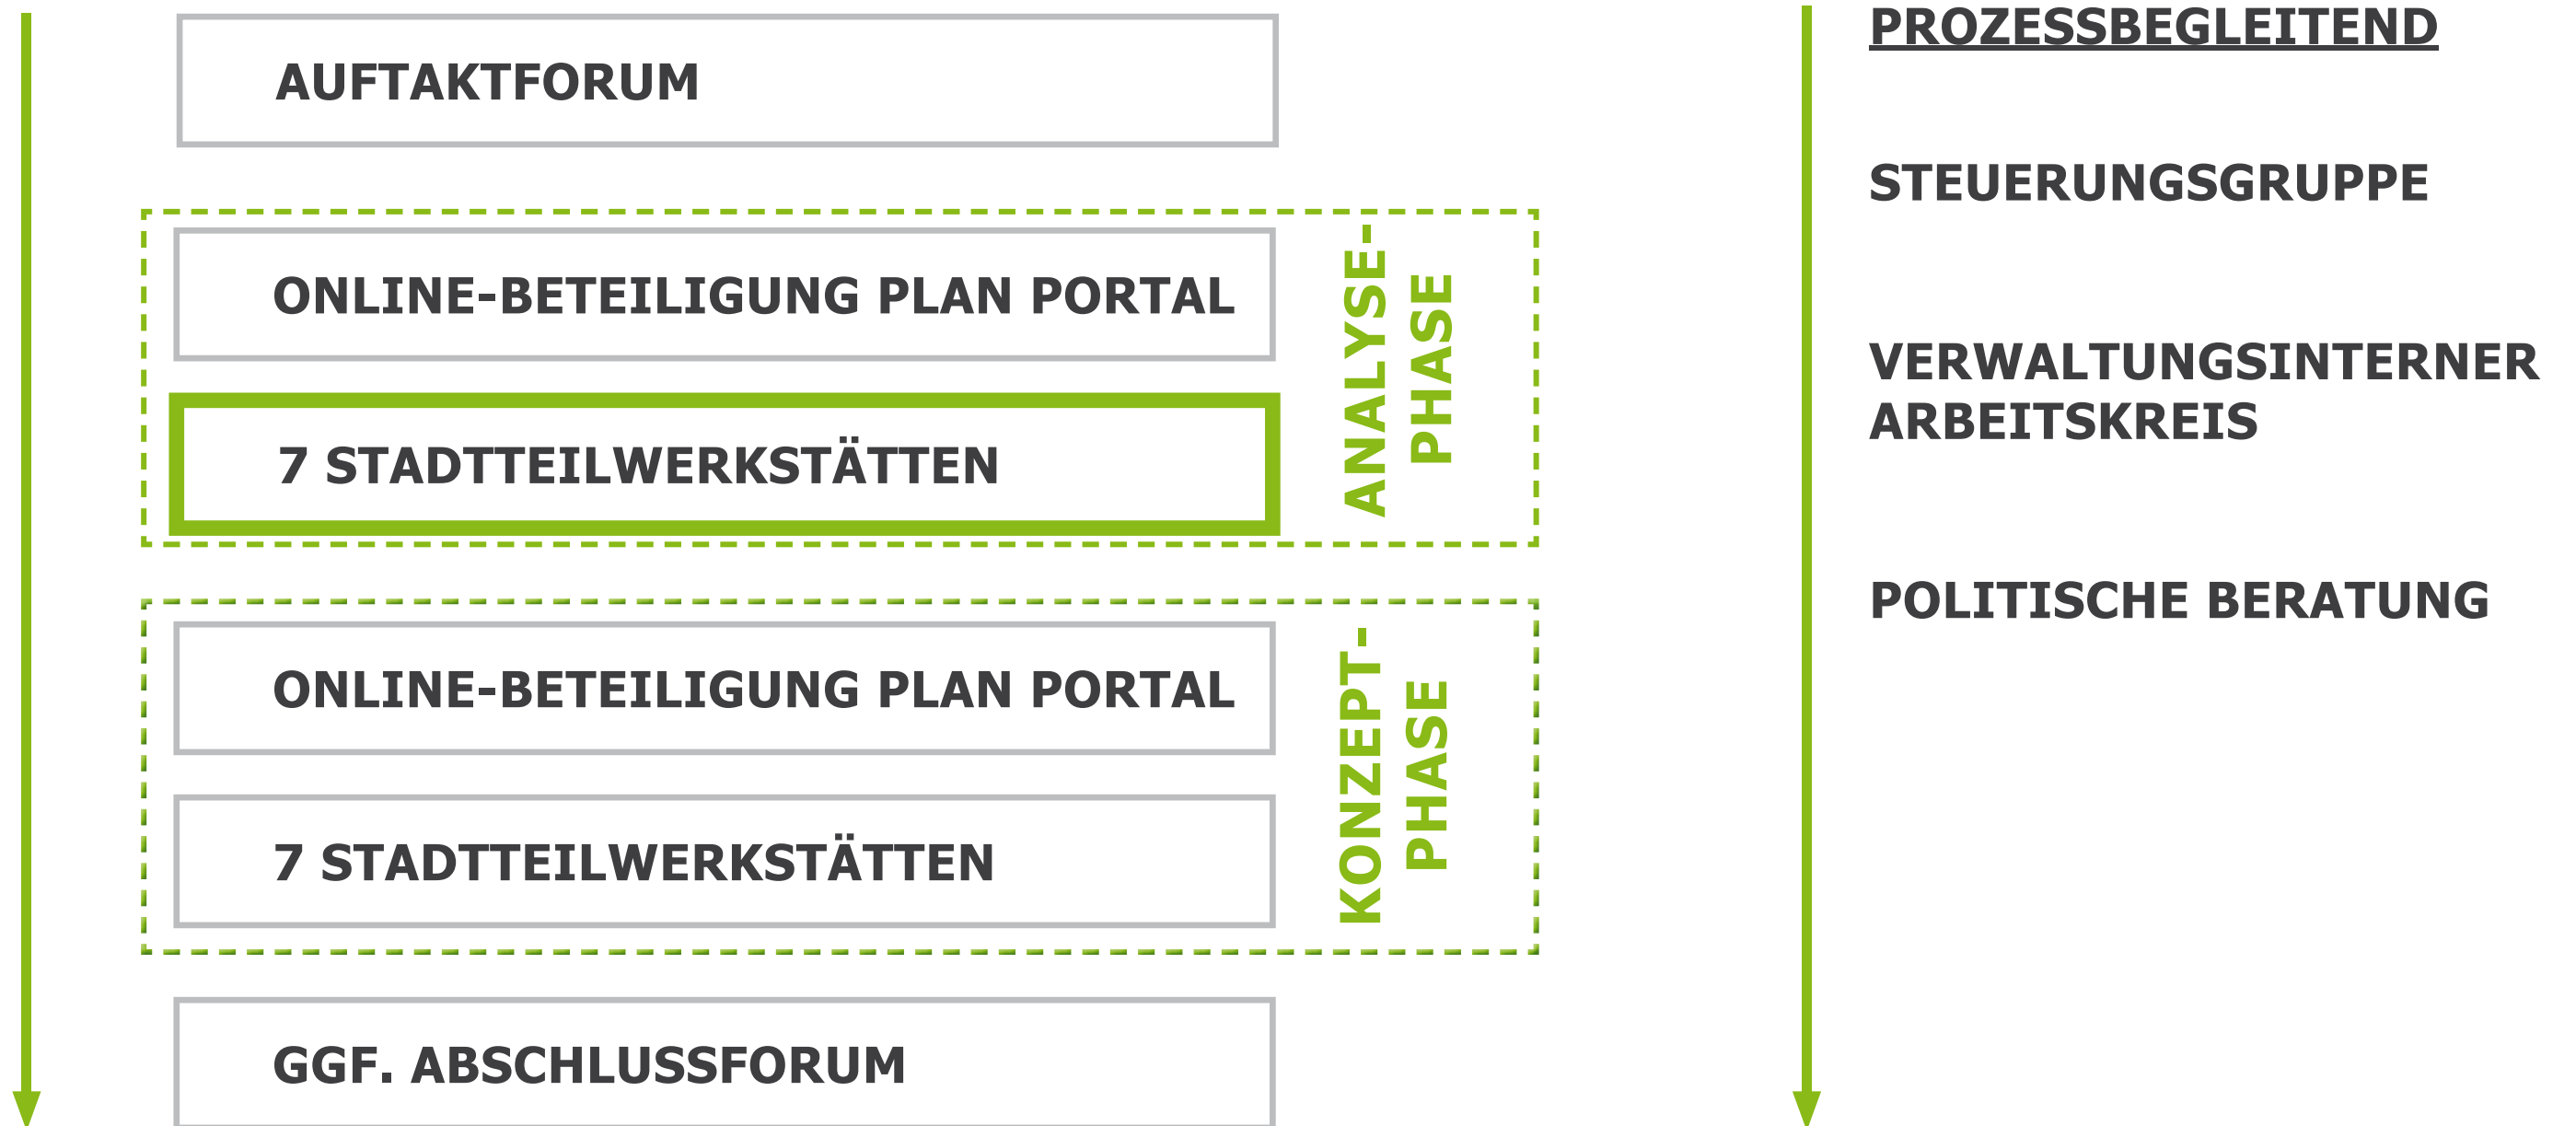 AUFTAKTFORUM
ONLINE-BETEILIGUNG PLAN PORTAL
7 STADTTEILWERKSTÄTTEN
ANALYSE-
PHASE
ONLINE-BETEILIGUNG PLAN PORTAL
7 STADTTEILWERKSTÄTTEN
KONZEPT-
PHASE
GGF. ABSCHLUSSFORUM
PROZESSBEGLEITEND
STEUERUNGSGRUPPE
VERWALTUNGSINTERNER
ARBEITSKREIS
POLITISCHE BERATUNG